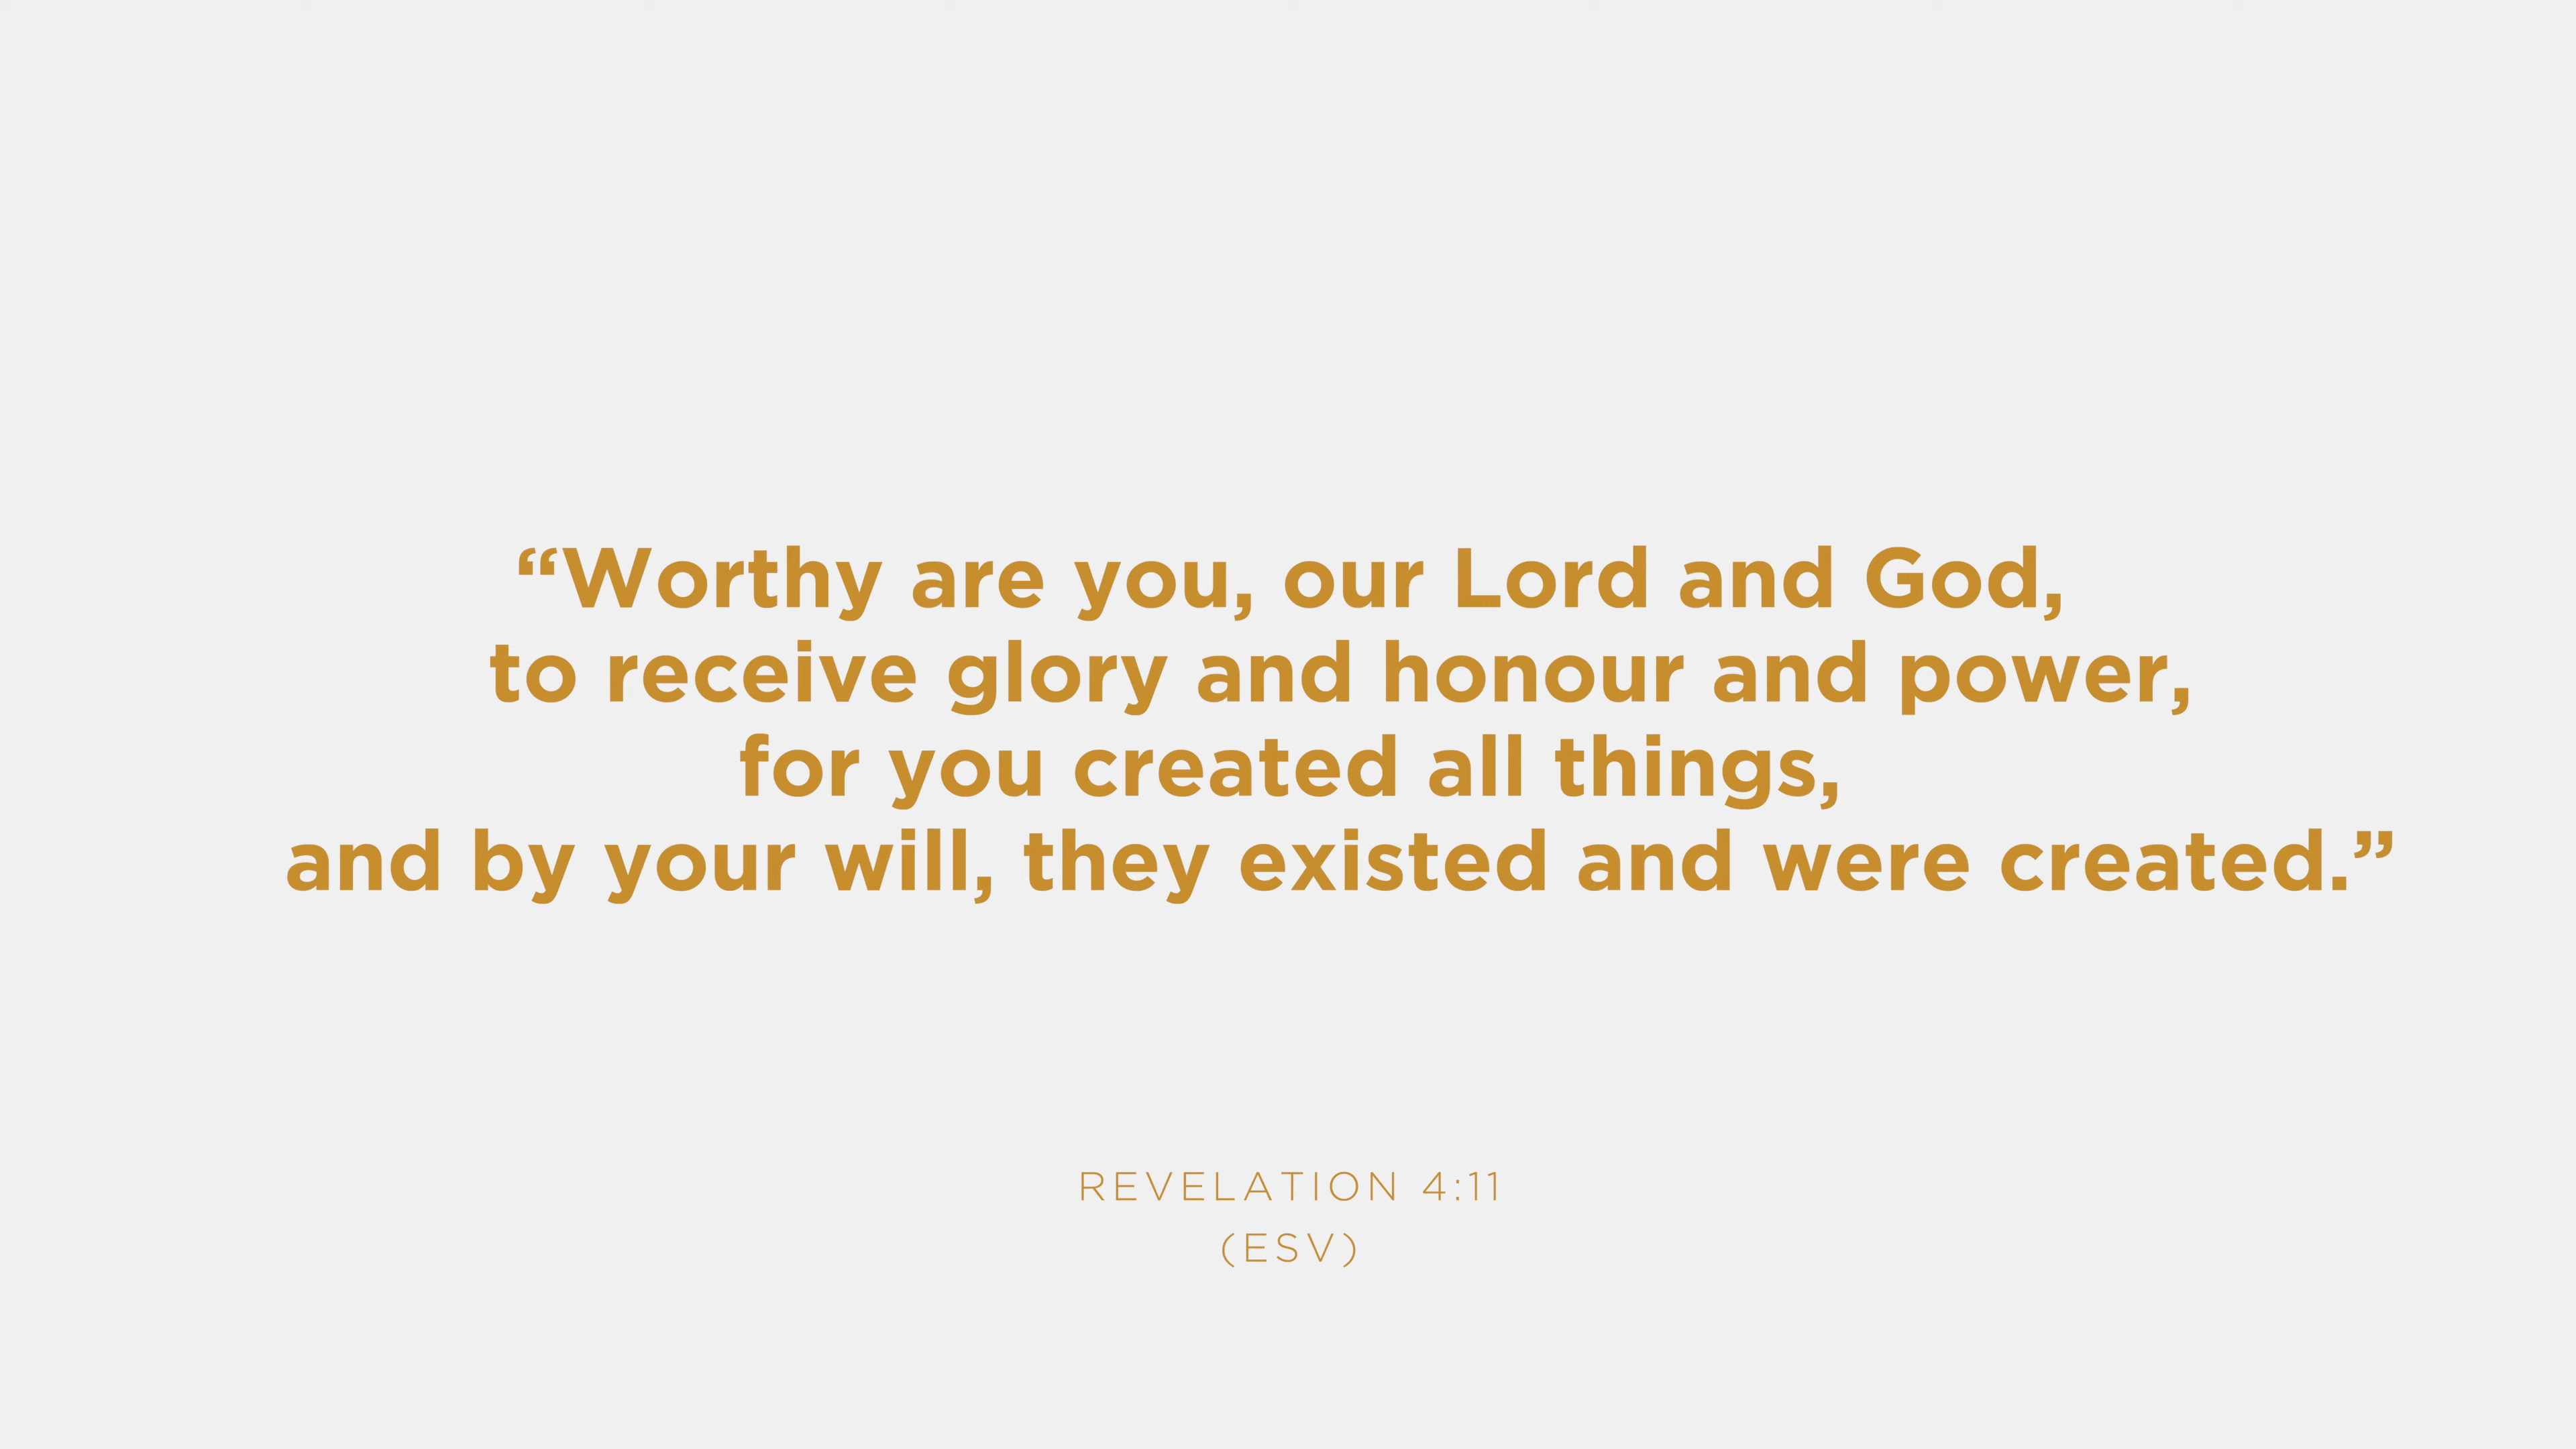 “Worthy are you, our Lord and God,
to receive glory and honour and power,
for you created all things,
and by your will, they existed and were created.”
REVELATION 4:11
(ESV)